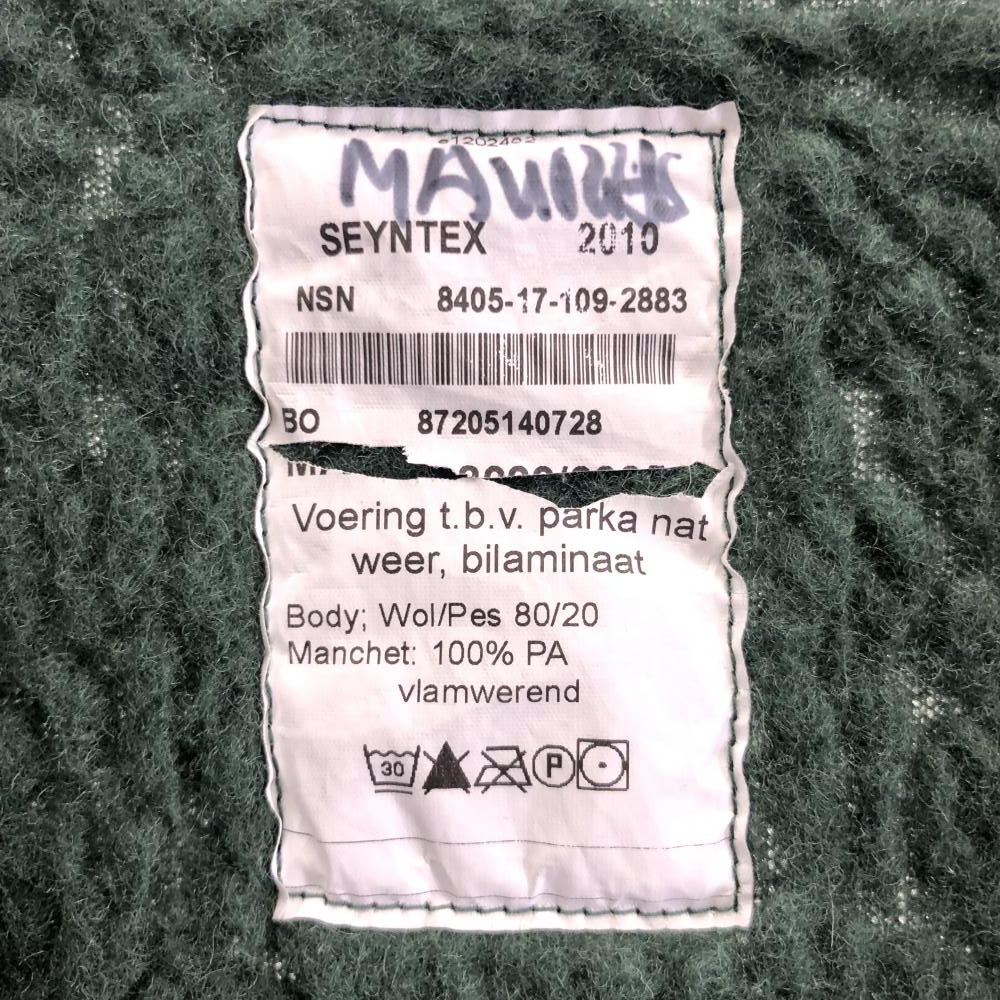 SEYNTEX 2010
NSN 8405-17-109-2883
BO 87205140728
Voering t.b.v. parka nat
weer, bilaminaat
Body; Wol/Pes 80/20
Manchet: 100% PA
vlamwerend
30 P